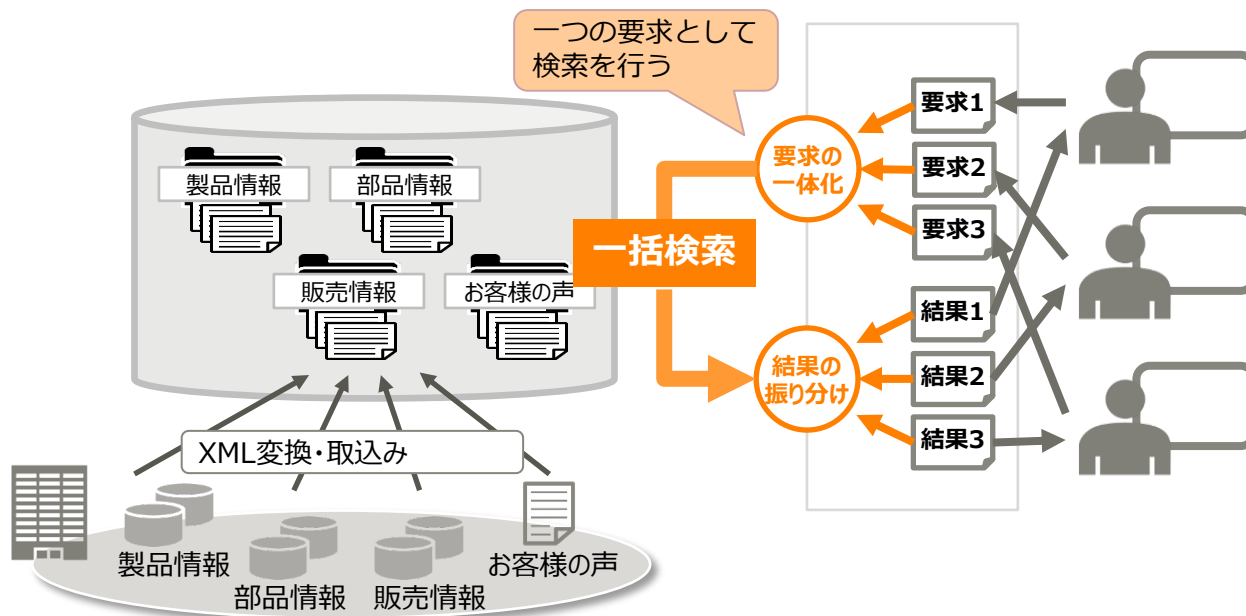 一つの要求として
検索を行う
要求1
要求2
要求3
要求の
一体化
製品情報
部品情報
販売情報
お客様の声
一括検索
結果1
結果2
結果3
結果の
振り分け
XML変換・取込み
製品情報
部品情報
販売情報
お客様の声